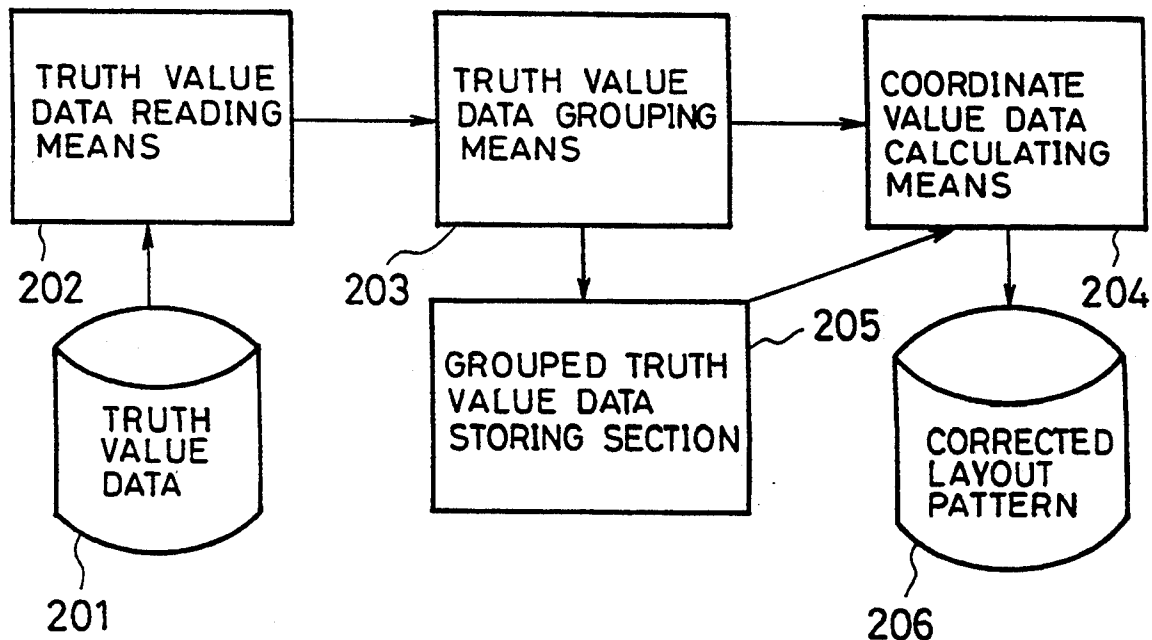 TRUTH VALUE
DATA READING
MEANS
TRUTH VALUE
DATA GROUPING
MEANS
COORDINATE
VALUE DATA
CALCULATING
MEANS
202
203
204
205
GROUPED TRUTH
VALUE DATA
STORING SECTION
TRUTH
VALUE
DATA
CORRECTED
LAYOUT
PATTERN
201
206